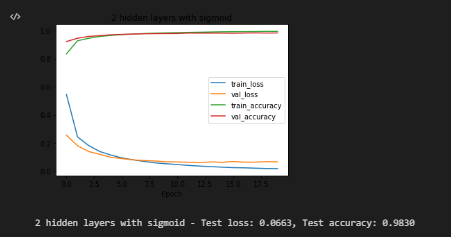 </>
2 hidden layers with sigmoid
1.0
0.8
0.6
0.4
0.2
0.0
train_loss
val_loss
train_accuracy
val_accuracy
0.0 2.5 5.0 7.5 10.0 12.5 15.0 17.5
Epoch
2 hidden layers with sigmoid - Test loss: 0.0663, Test accuracy: 0.9830